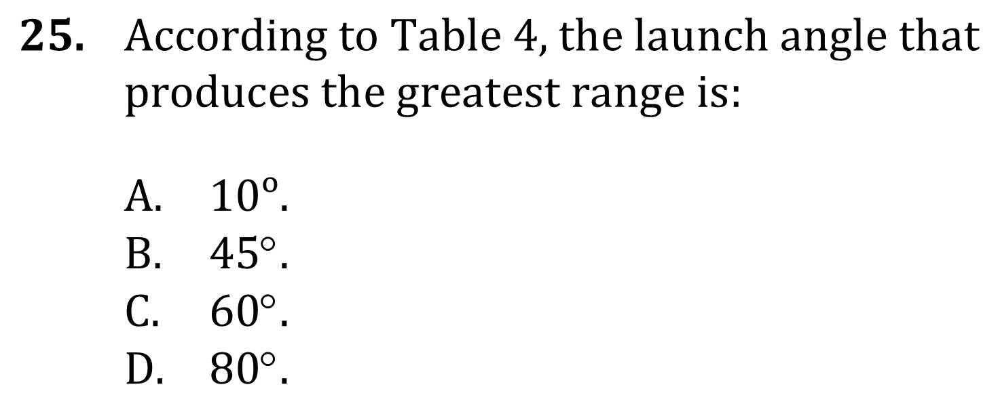 25. According to Table 4, the launch angle that
produces the greatest range is:
A. 10º.
B. 45°.
C. 60°.
D. 80°.